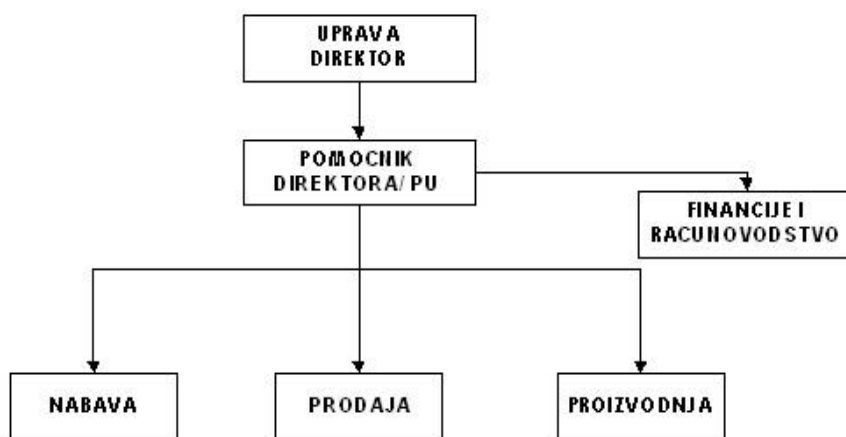 UPRAVA
DIREKTOR
POMOCNIK
DIREKTORA/PU
FINANCIJE I
RACUNOVODSTVO
NABAVA
PRODAJA
PROIZVODNJA